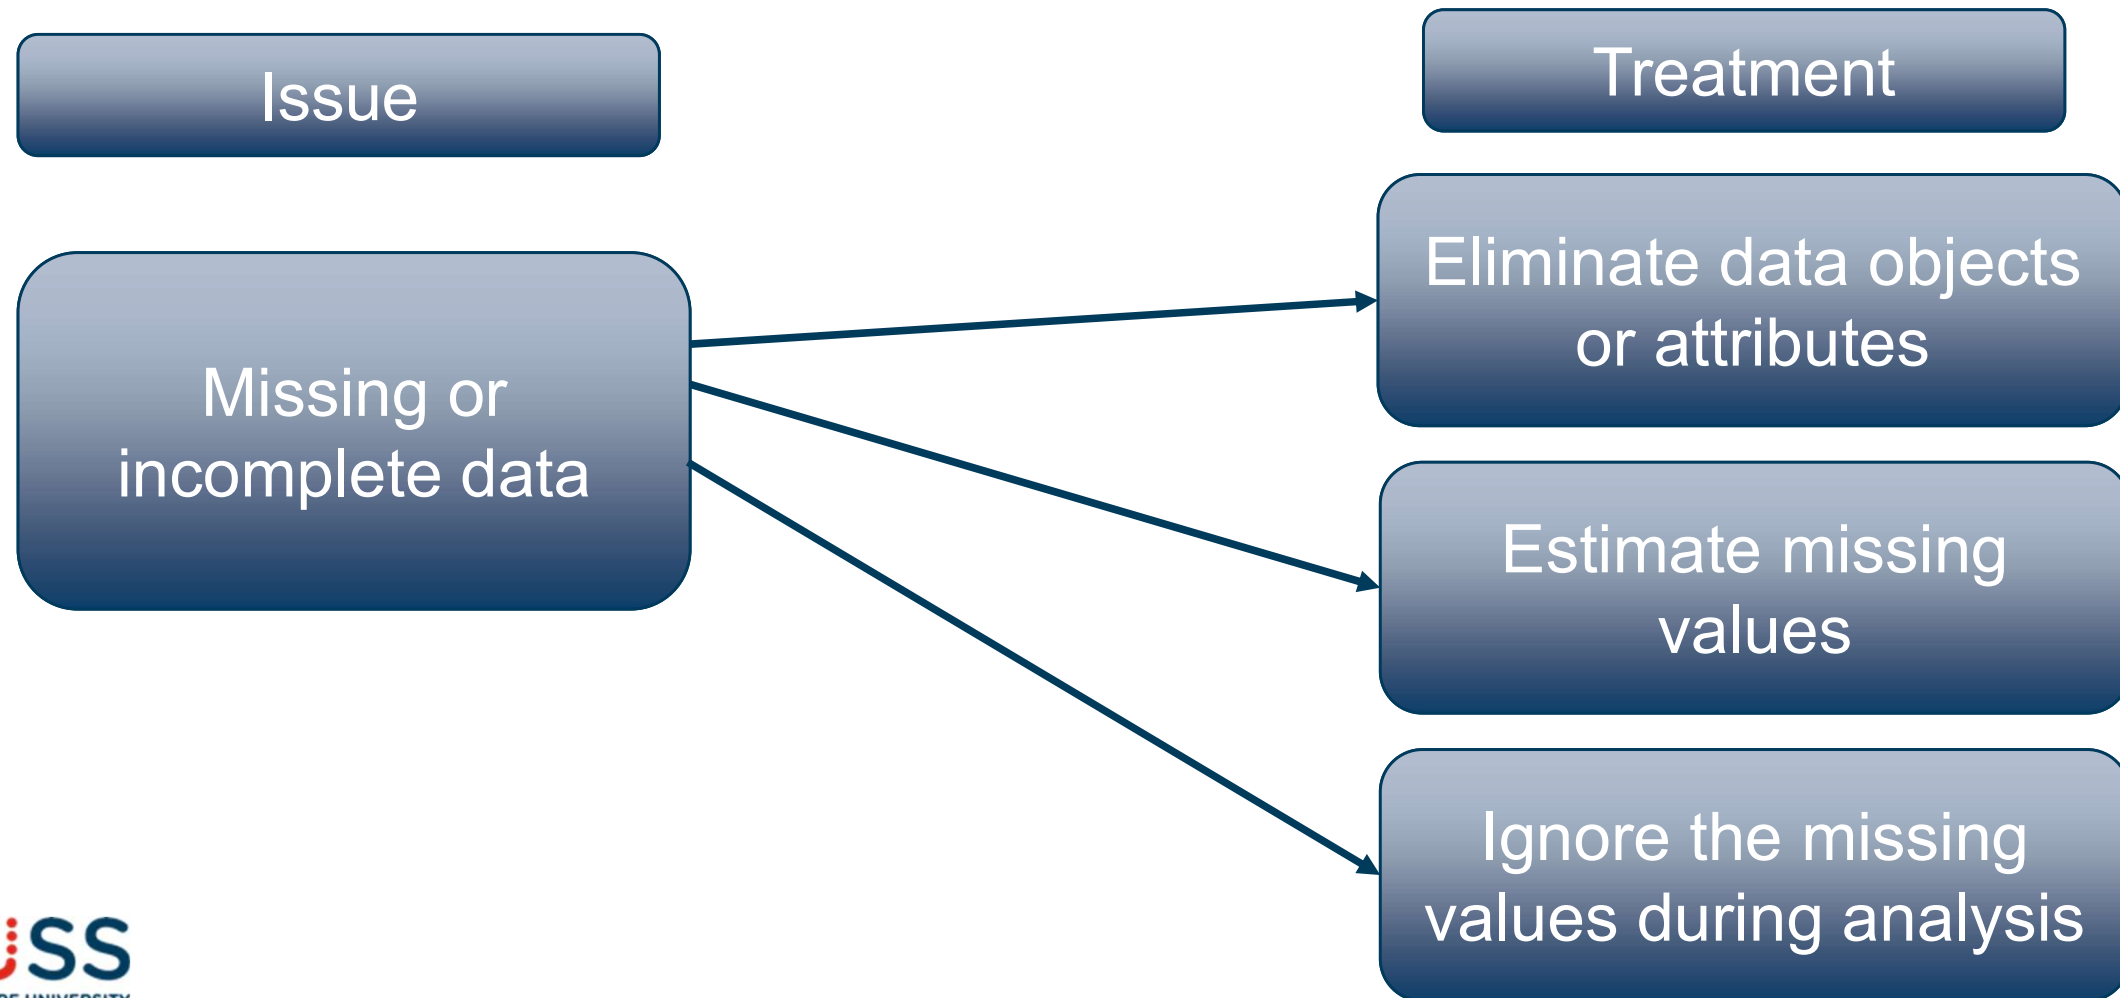 Issue
Treatment
Missing or
incomplete data
Eliminate data objects
or attributes
Estimate missing
values
Ignore the missing
values during analysis
SS
UNIVERSITY